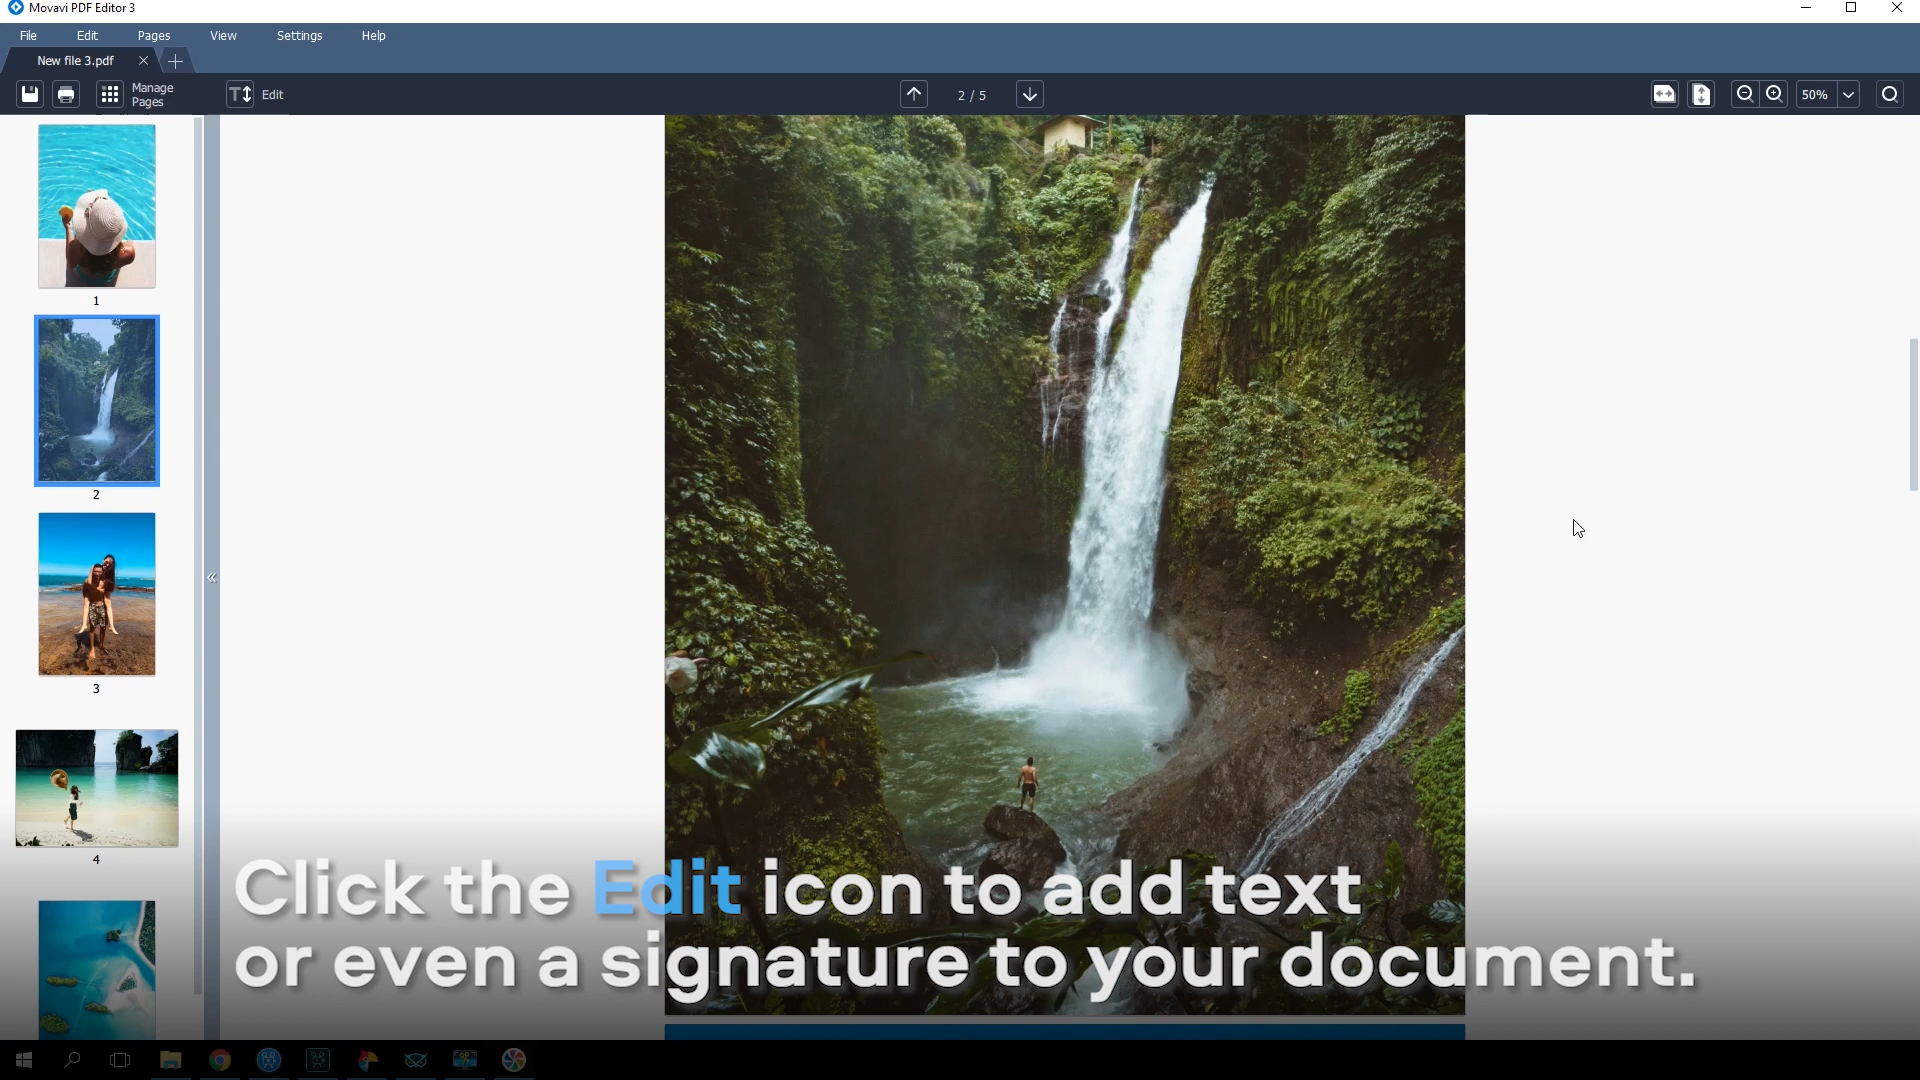 Movavi PDF Editor 3
File Edit Pages View Settings Help
New file 3.pdf
Manage
Pages
Edit
2 / 5
50%
1
2
3
4
Click the Edit icon to add text
or even a signature to your document.